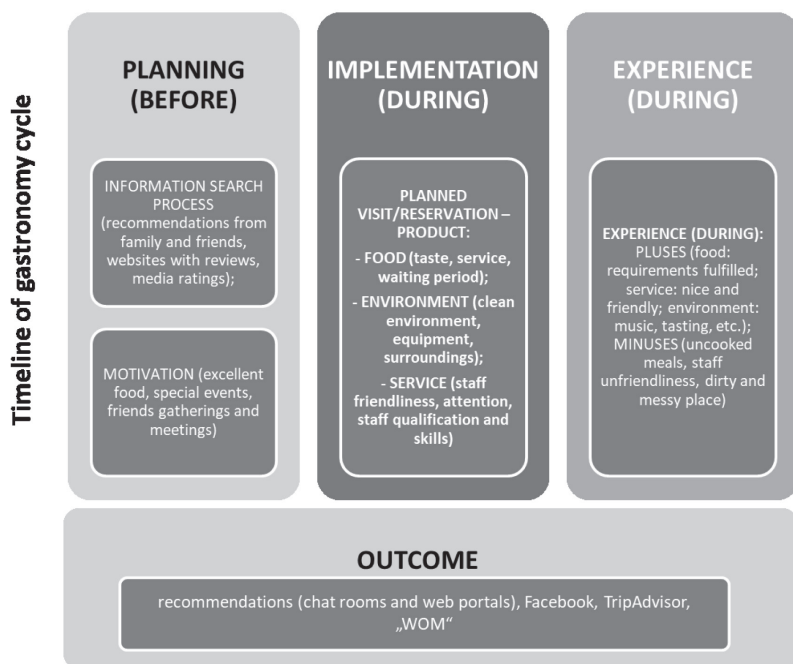 Timeline of gastronomy cycle
PLANNING
(BEFORE)
INFORMATION SEARCH
PROCESS
(recommendations from
family and friends,
websites with reviews,
media ratings);
MOTIVATION (excellent
food, special events,
friends gatherings and
meetings)
IMPLEMENTATION
(DURING)
PLANNED
VISIT/RESERVATION –
PRODUCT:
- FOOD (taste, service,
waiting period);
- ENVIRONMENT (clean
environment,
equipment,
surroundings);
- SERVICE (staff
friendliness, attention,
staff qualification and
skills)
EXPERIENCE
(DURING)
EXPERIENCE (DURING):
PLUSES (food:
requirements fulfilled;
service: nice and
friendly; environment:
music, tasting, etc.);
MINUSES (uncooked
meals, staff
unfriendliness, dirty and
messy place)
OUTCOME
recommendations (chat rooms and web portals), Facebook, TripAdvisor,
„WOM“